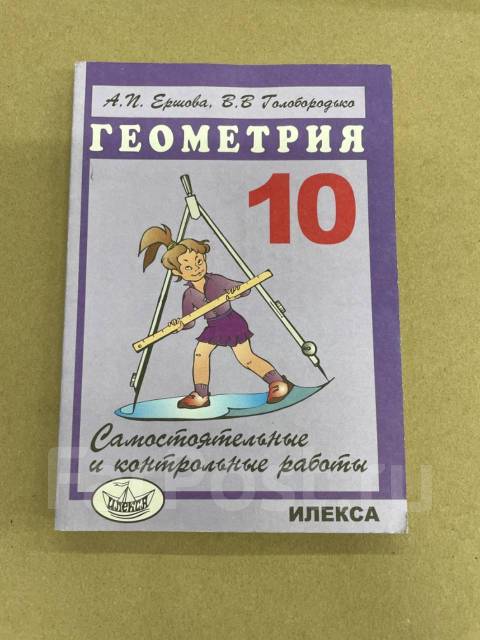 А.П. Ершова, В.В Голобородько
ГЕОМЕТРИЯ
10
Самостоятельные
и контрольные работы
ИЛЕКСА
ИЛЕКСА